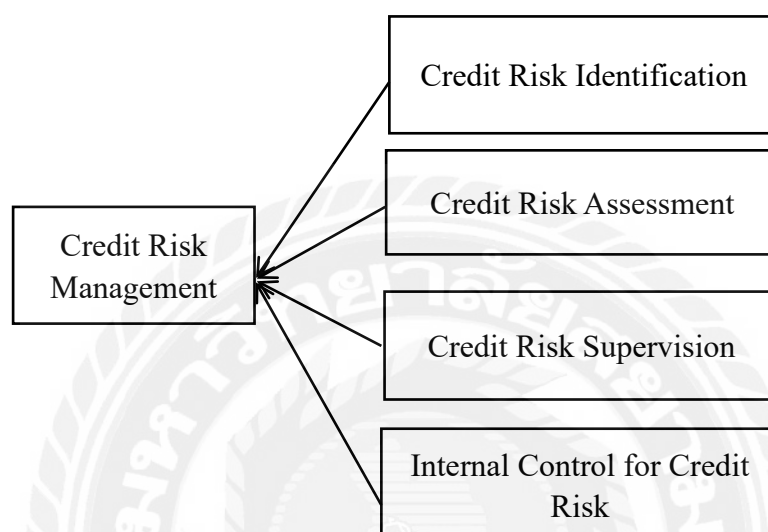 Credit Risk Identification
Credit Risk Assessment
Credit Risk
Management
Credit Risk Supervision
Internal Control for Credit
Risk